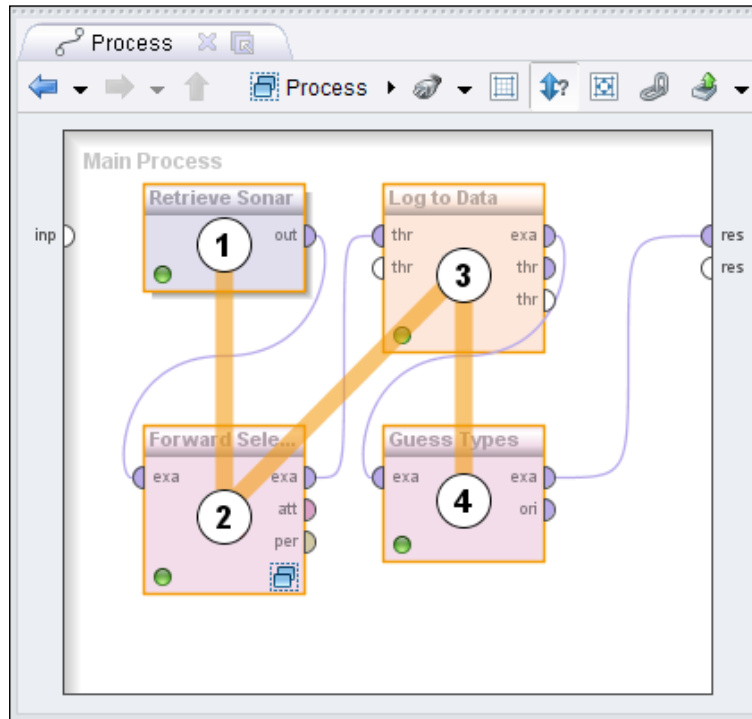 Process
Process
Main Process
Retrieve Sonar
Log to Data
inp
1
out
thr
exa
res
thr
3
thr
res
thr
Forward Sele...
Guess Types
exa
exa
exa
exa
2
att
4
ori
per